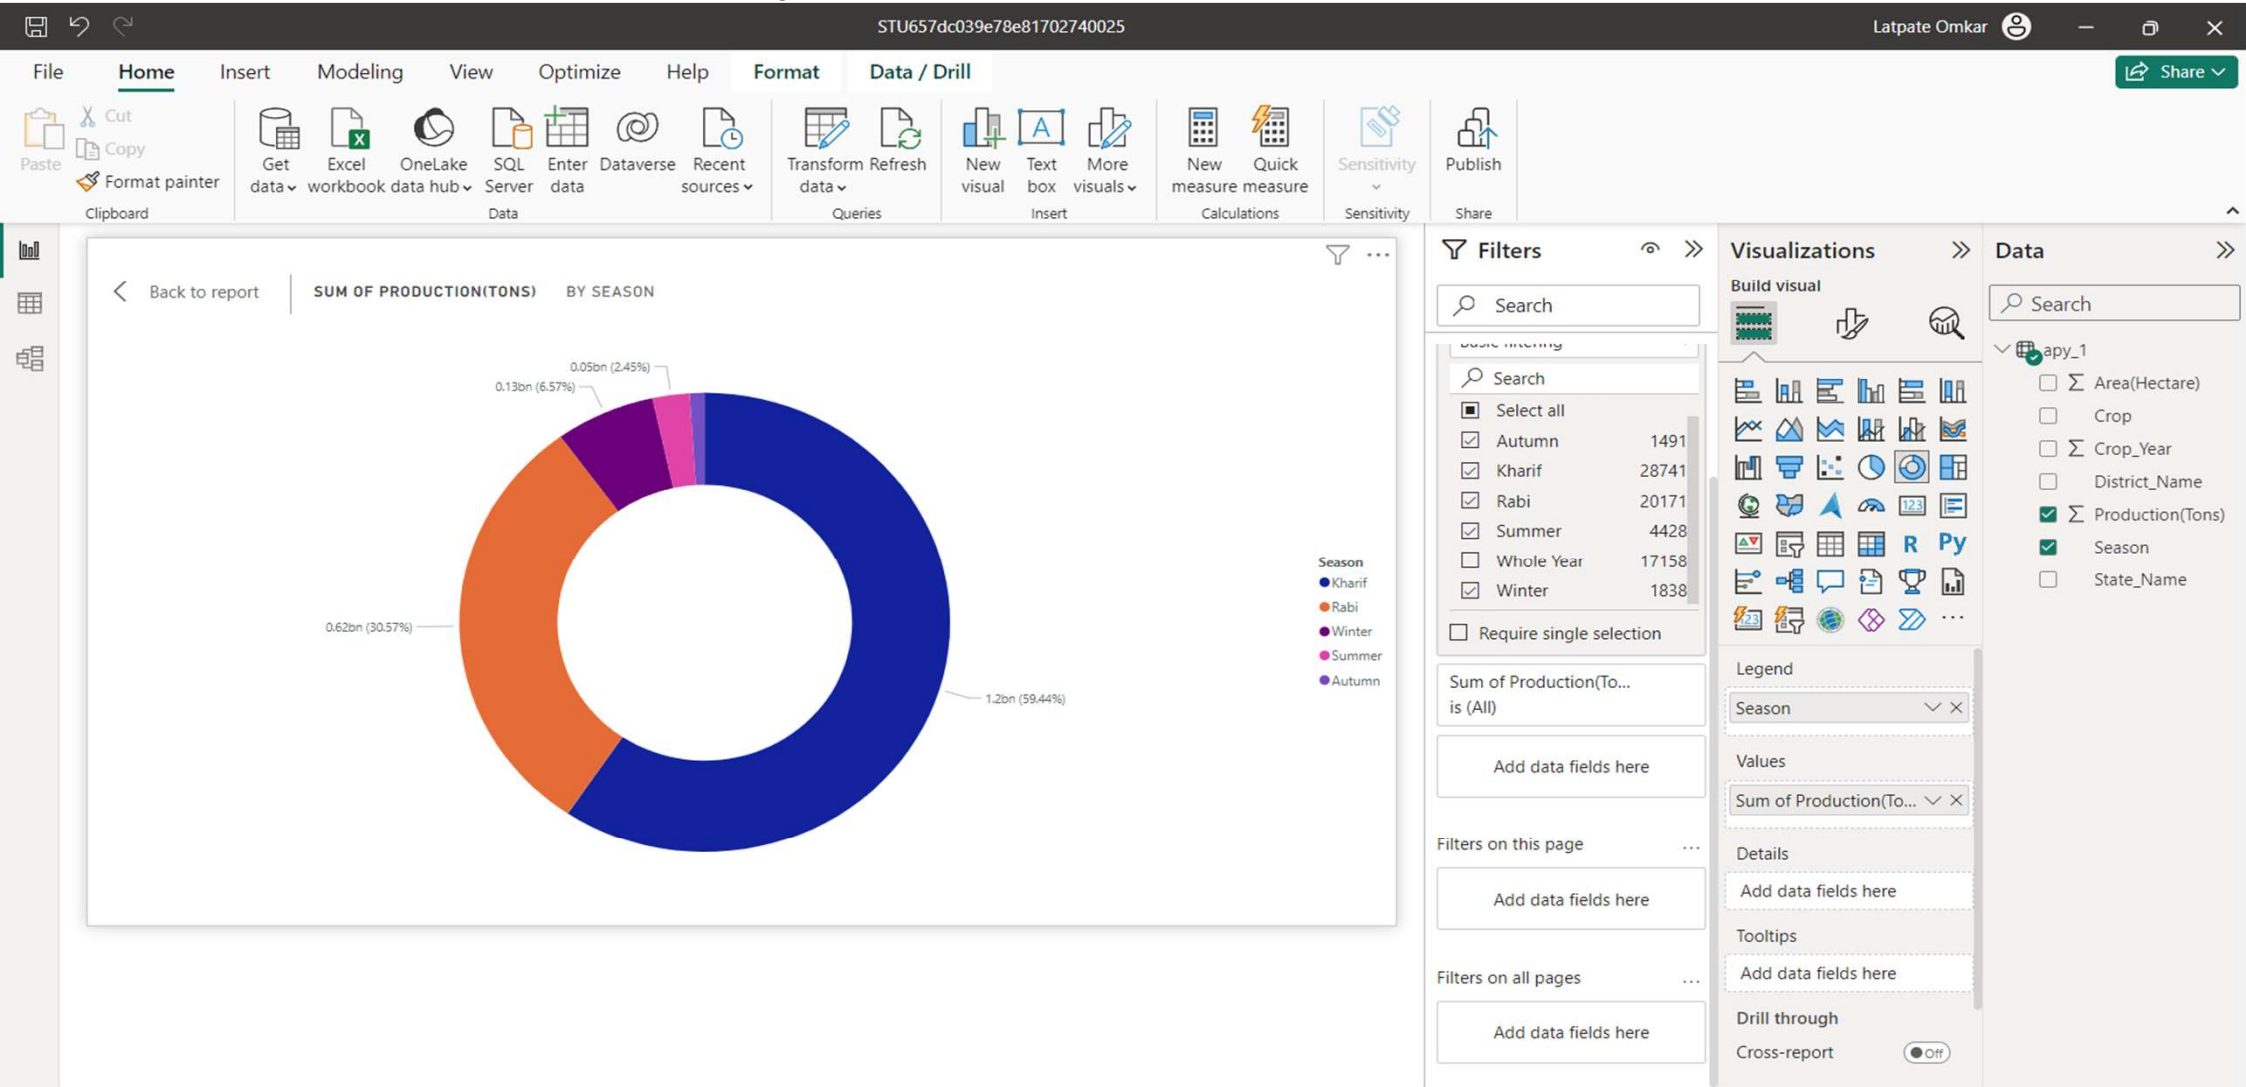 STU657dc039e78e81702740025
Latpate Omkar
File Home Insert Modeling View Optimize Help Format Data / Drill
Share
Paste
Cut
Copy
Format painter
Clipboard
Get data
Excel workbook
OneLake data hub
SQL Server
Enter data
Dataverse
Recent sources
Data
Transform data
Refresh
Queries
New visual
Text box
More visuals
Insert
New measure
Quick measure
Calculations
Sensitivity
Sensitivity
Publish
Share
Back to report
SUM OF PRODUCTION(TONS) BY SEASON
0.05bn (2.45%)
0.13bn (6.57%)
0.62bn (30.57%)
1.2bn (59.44%)
Season
Kharif
Rabi
Winter
Summer
Autumn
Filters
Search
Basic filtering
Search
Select all
Autumn 1491
Kharif 28741
Rabi 20171
Summer 4428
Whole Year 17158
Winter 1838
Require single selection
Sum of Production(To...
is (All)
Add data fields here
Filters on this page ...
Add data fields here
Filters on all pages ...
Add data fields here
Visualizations
Build visual
123
R Py
123
...
Legend
Season
Values
Sum of Production(To...
Details
Add data fields here
Tooltips
Add data fields here
Drill through
Cross-report Off
Data
Search
apy_1
Σ Area(Hectare)
Crop
Σ Crop_Year
District_Name
Σ Production(Tons)
Season
State_Name